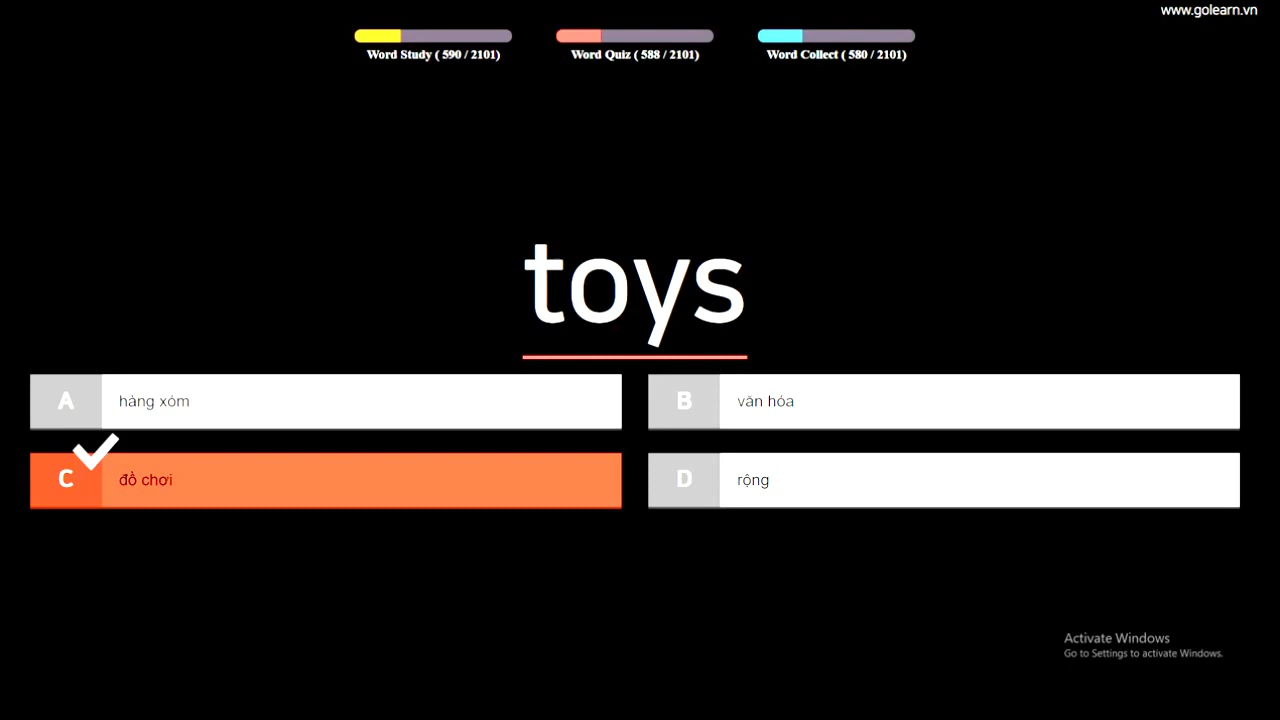 www.golearn.vn
Word Study ( 590 / 2101)
Word Quiz ( 588 / 2101)
Word Collect ( 580 / 2101)
toys
A hàng xóm
B văn hóa
C đồ chơi
D rộng
Activate Windows
Go to Settings to activate Windows.